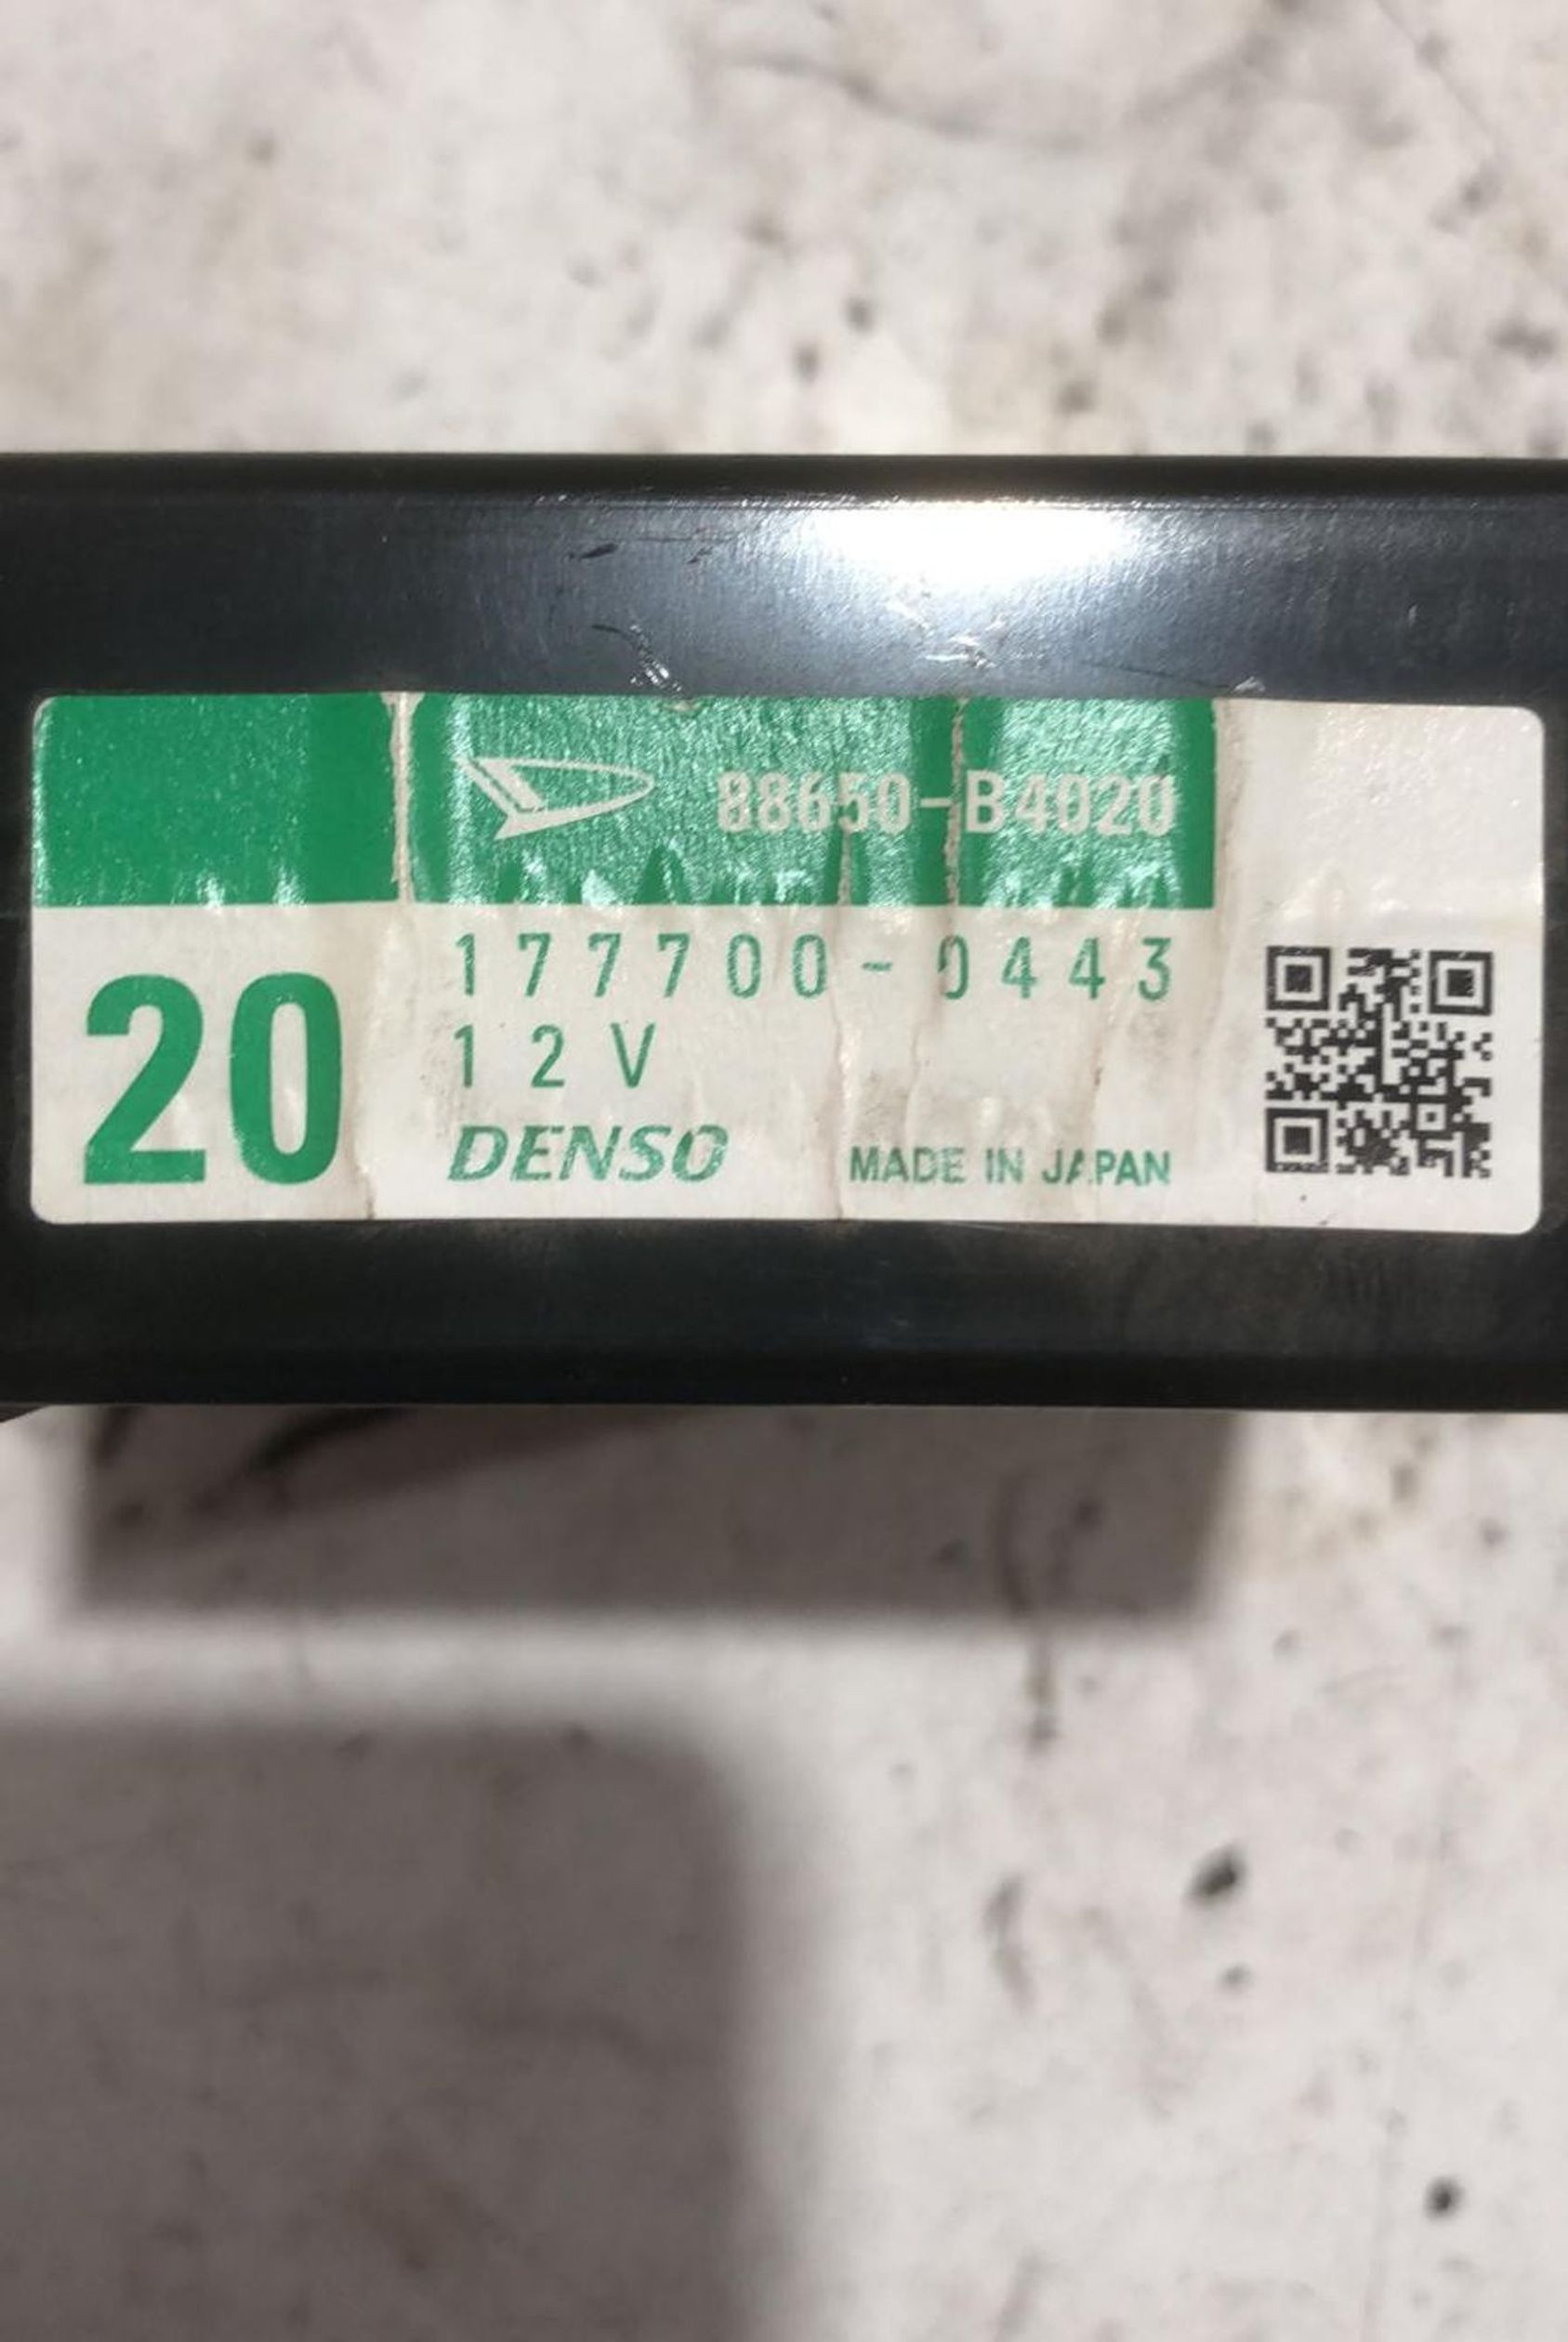 88650-B4020
177700-0443
12V
20
DENSO
MADE IN JAPAN